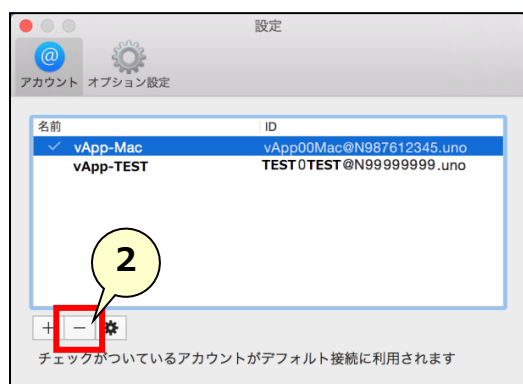 設定
アカウント オプション設定
名前 ID
vApp-Mac vApp00Mac@N987612345.uno
vApp-TEST TEST0TEST@N99999999.uno
2
チェックがついているアカウントがデフォルト接続に利用されます